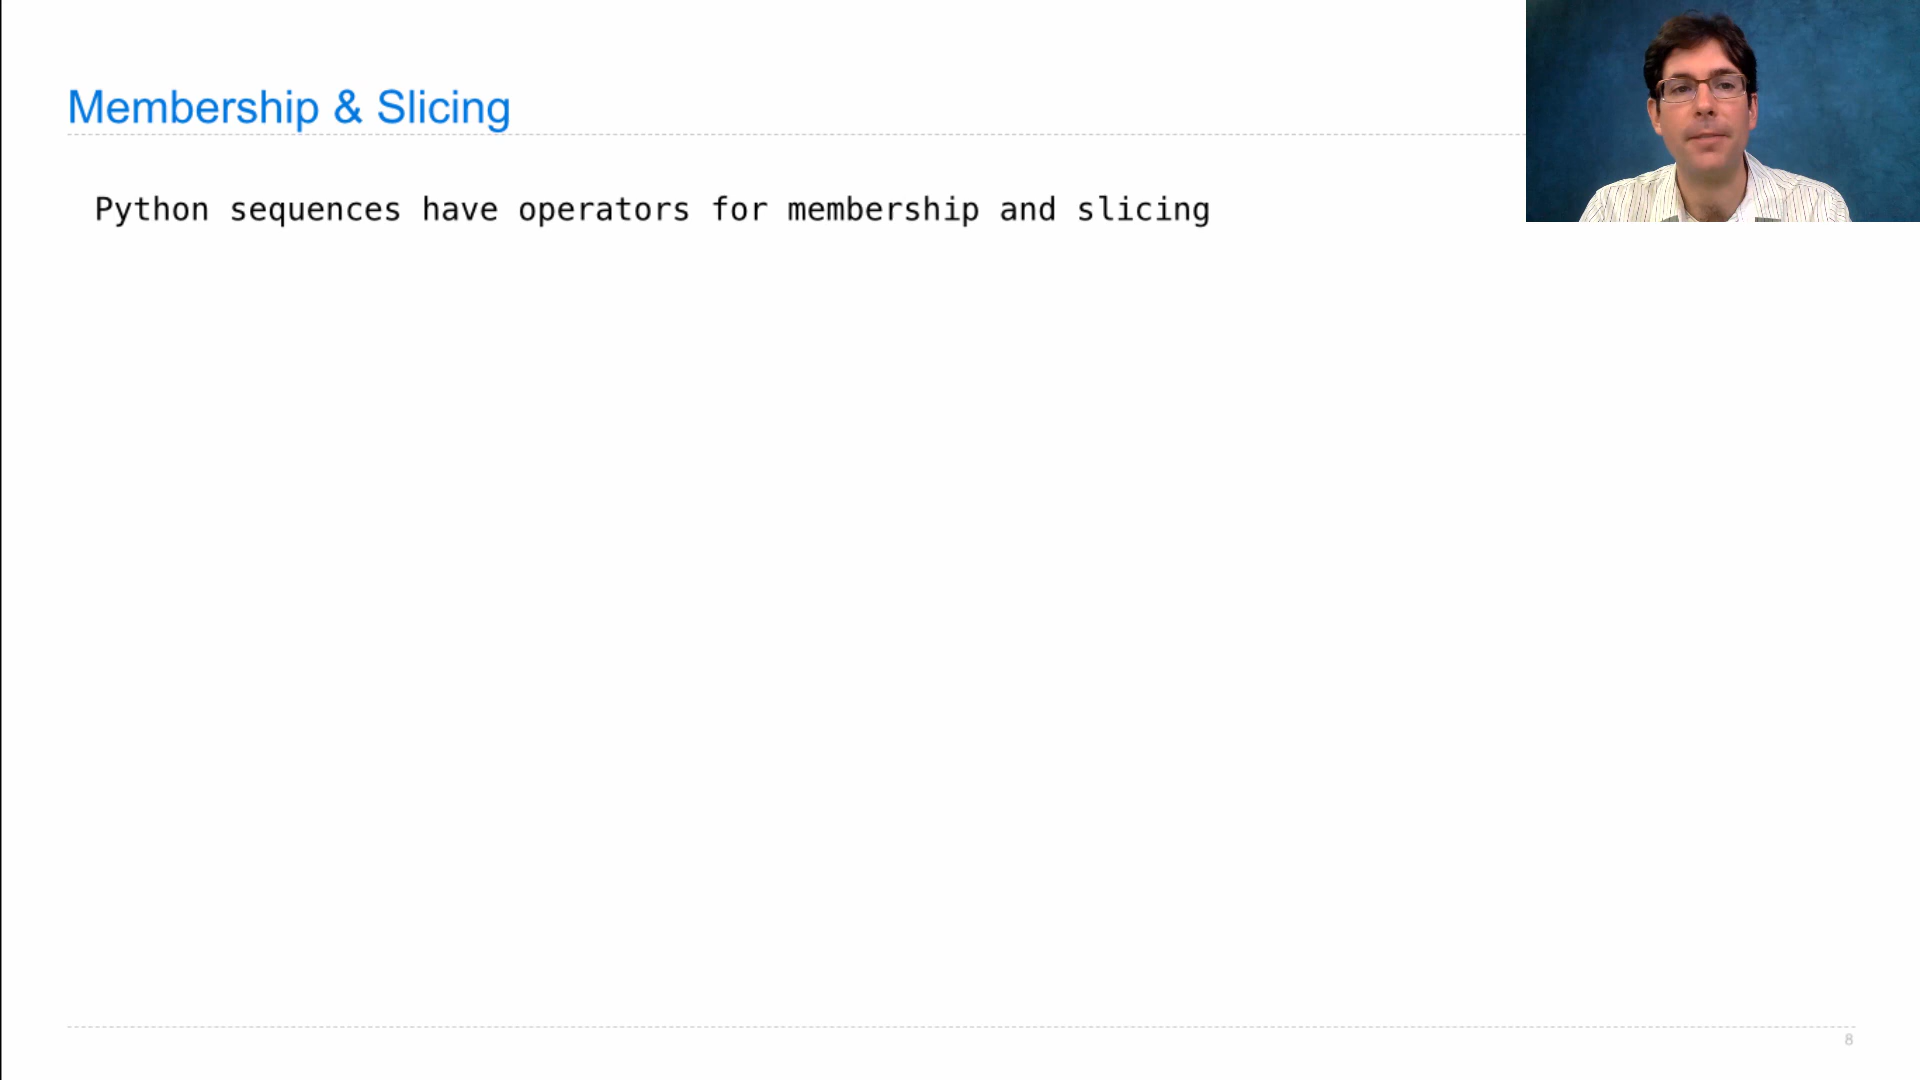 Membership & Slicing
Python sequences have operators for membership and slicing
8